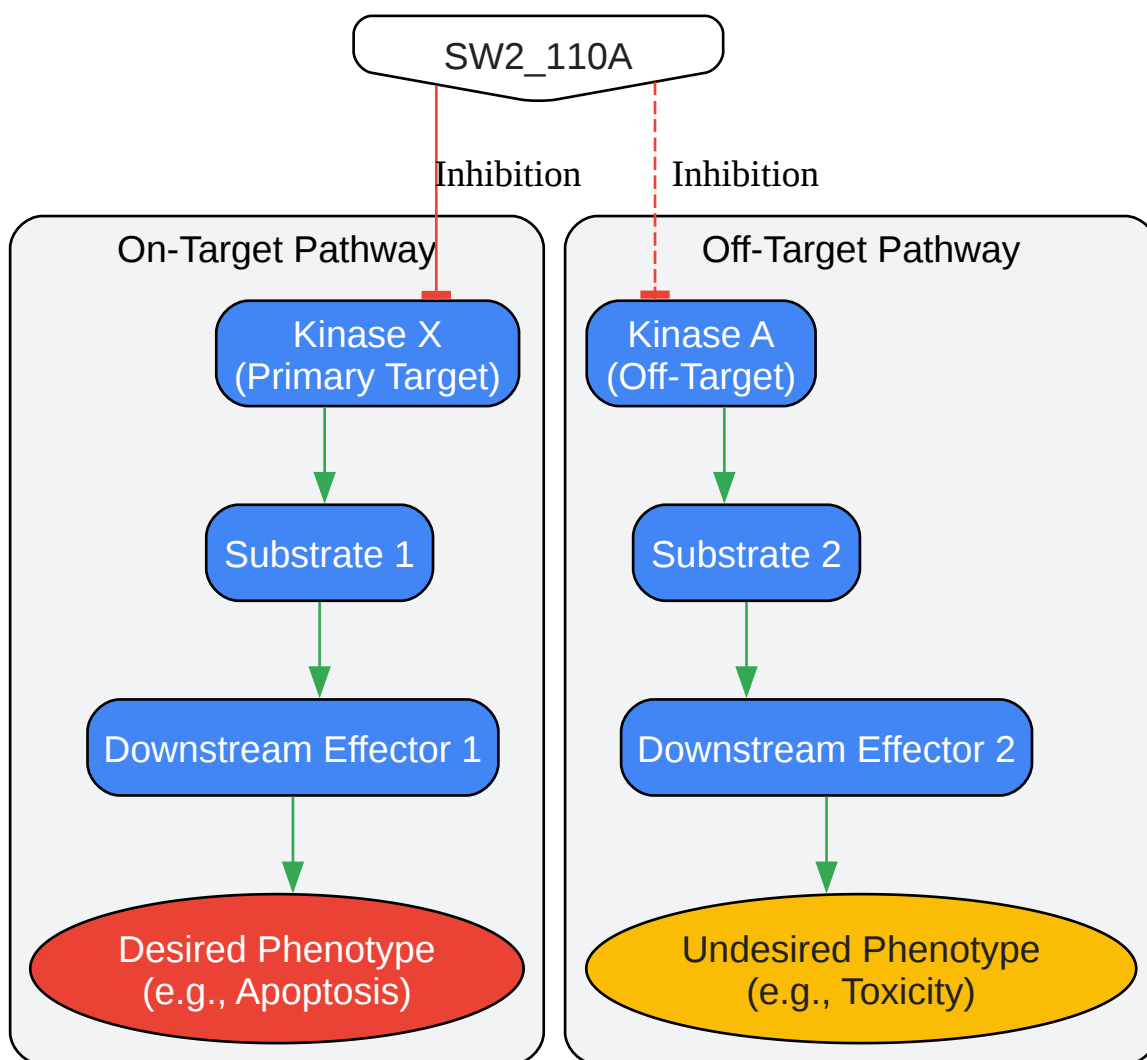 SW2_110A
Inhibition
Inhibition
On-Target Pathway
Kinase X
(Primary Target)
Substrate 1
Downstream Effector 1
Desired Phenotype
(e.g., Apoptosis)
Off-Target Pathway
Kinase A
(Off-Target)
Substrate 2
Downstream Effector 2
Undesired Phenotype
(e.g., Toxicity)